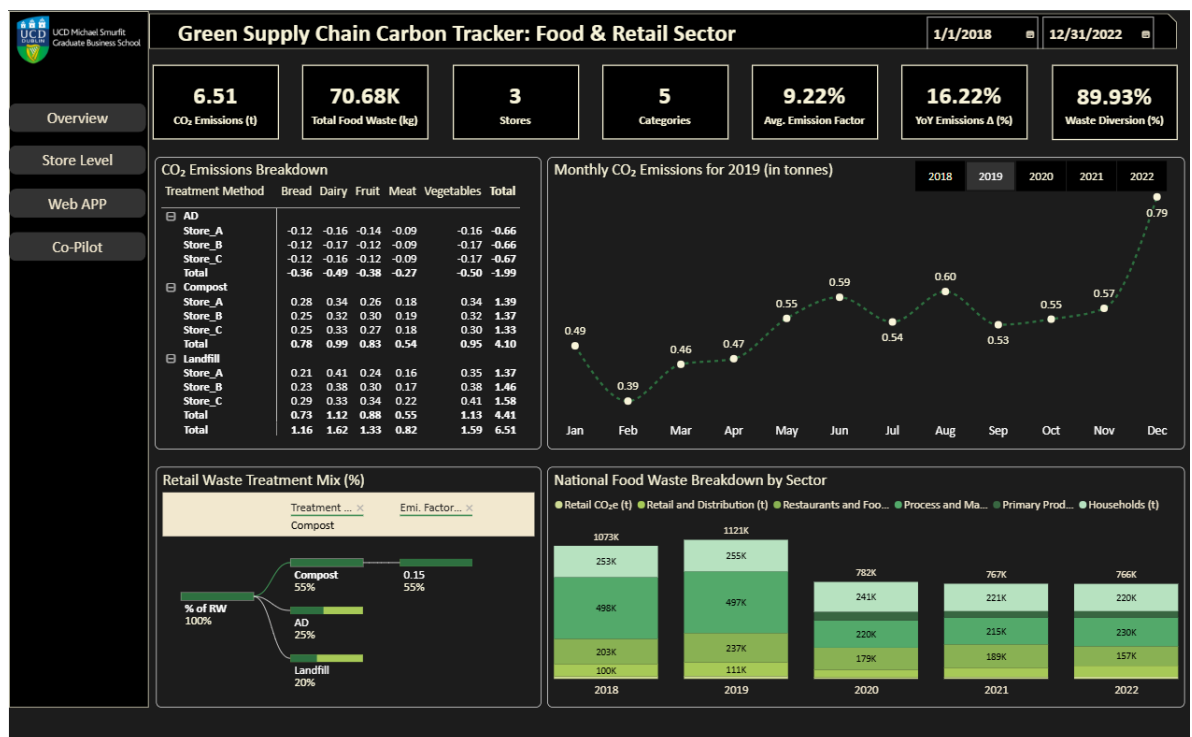 UCD
DUBLIN
UCD Michael Smurfit
Graduate Business School
Green Supply Chain Carbon Tracker: Food & Retail Sector
1/1/2018
12/31/2022
Overview
Store Level
Web APP
Co-Pilot
6.51
CO₂ Emissions (t)
70.68K
Total Food Waste (kg)
3
Stores
5
Categories
9.22%
Avg. Emission Factor
16.22%
YoY Emissions Δ (%)
89.93%
Waste Diversion (%)
CO₂ Emissions Breakdown
Treatment Method Bread Dairy Fruit Meat Vegetables Total
AD
Store_A -0.12 -0.16 -0.14 -0.09 -0.16 -0.66
Store_B -0.12 -0.17 -0.12 -0.09 -0.17 -0.66
Store_C -0.12 -0.16 -0.12 -0.09 -0.17 -0.67
Total -0.36 -0.49 -0.38 -0.27 -0.50 -1.99
Compost
Store_A 0.28 0.34 0.26 0.18 0.34 1.39
Store_B 0.25 0.32 0.30 0.19 0.32 1.37
Store_C 0.25 0.33 0.27 0.18 0.30 1.33
Total 0.78 0.99 0.83 0.54 0.95 4.10
Landfill
Store_A 0.21 0.41 0.24 0.16 0.35 1.37
Store_B 0.23 0.38 0.30 0.17 0.38 1.46
Store_C 0.29 0.33 0.34 0.22 0.41 1.58
Total 0.73 1.12 0.88 0.55 1.13 4.41
Total 1.16 1.62 1.33 0.82 1.59 6.51
Monthly CO₂ Emissions for 2019 (in tonnes)
2018 2019 2020 2021 2022
0.49
0.39
0.46
0.47
0.55
0.59
0.54
0.60
0.53
0.55
0.57
0.79
Jan Feb Mar Apr May Jun Jul Aug Sep Oct Nov Dec
Retail Waste Treatment Mix (%)
Treatment ... Emi. Factor...
Compost
% of RW
100%
Compost
55%
0.15
55%
AD
25%
Landfill
20%
National Food Waste Breakdown by Sector
Retail CO₂e (t) Retail and Distribution (t) Restaurants and Foo... Process and Ma... Primary Prod... Households (t)
1073K
253K
498K
203K
100K
2018
1121K
255K
497K
237K
111K
2019
782K
241K
220K
179K
2020
767K
221K
215K
189K
2021
766K
220K
230K
157K
2022